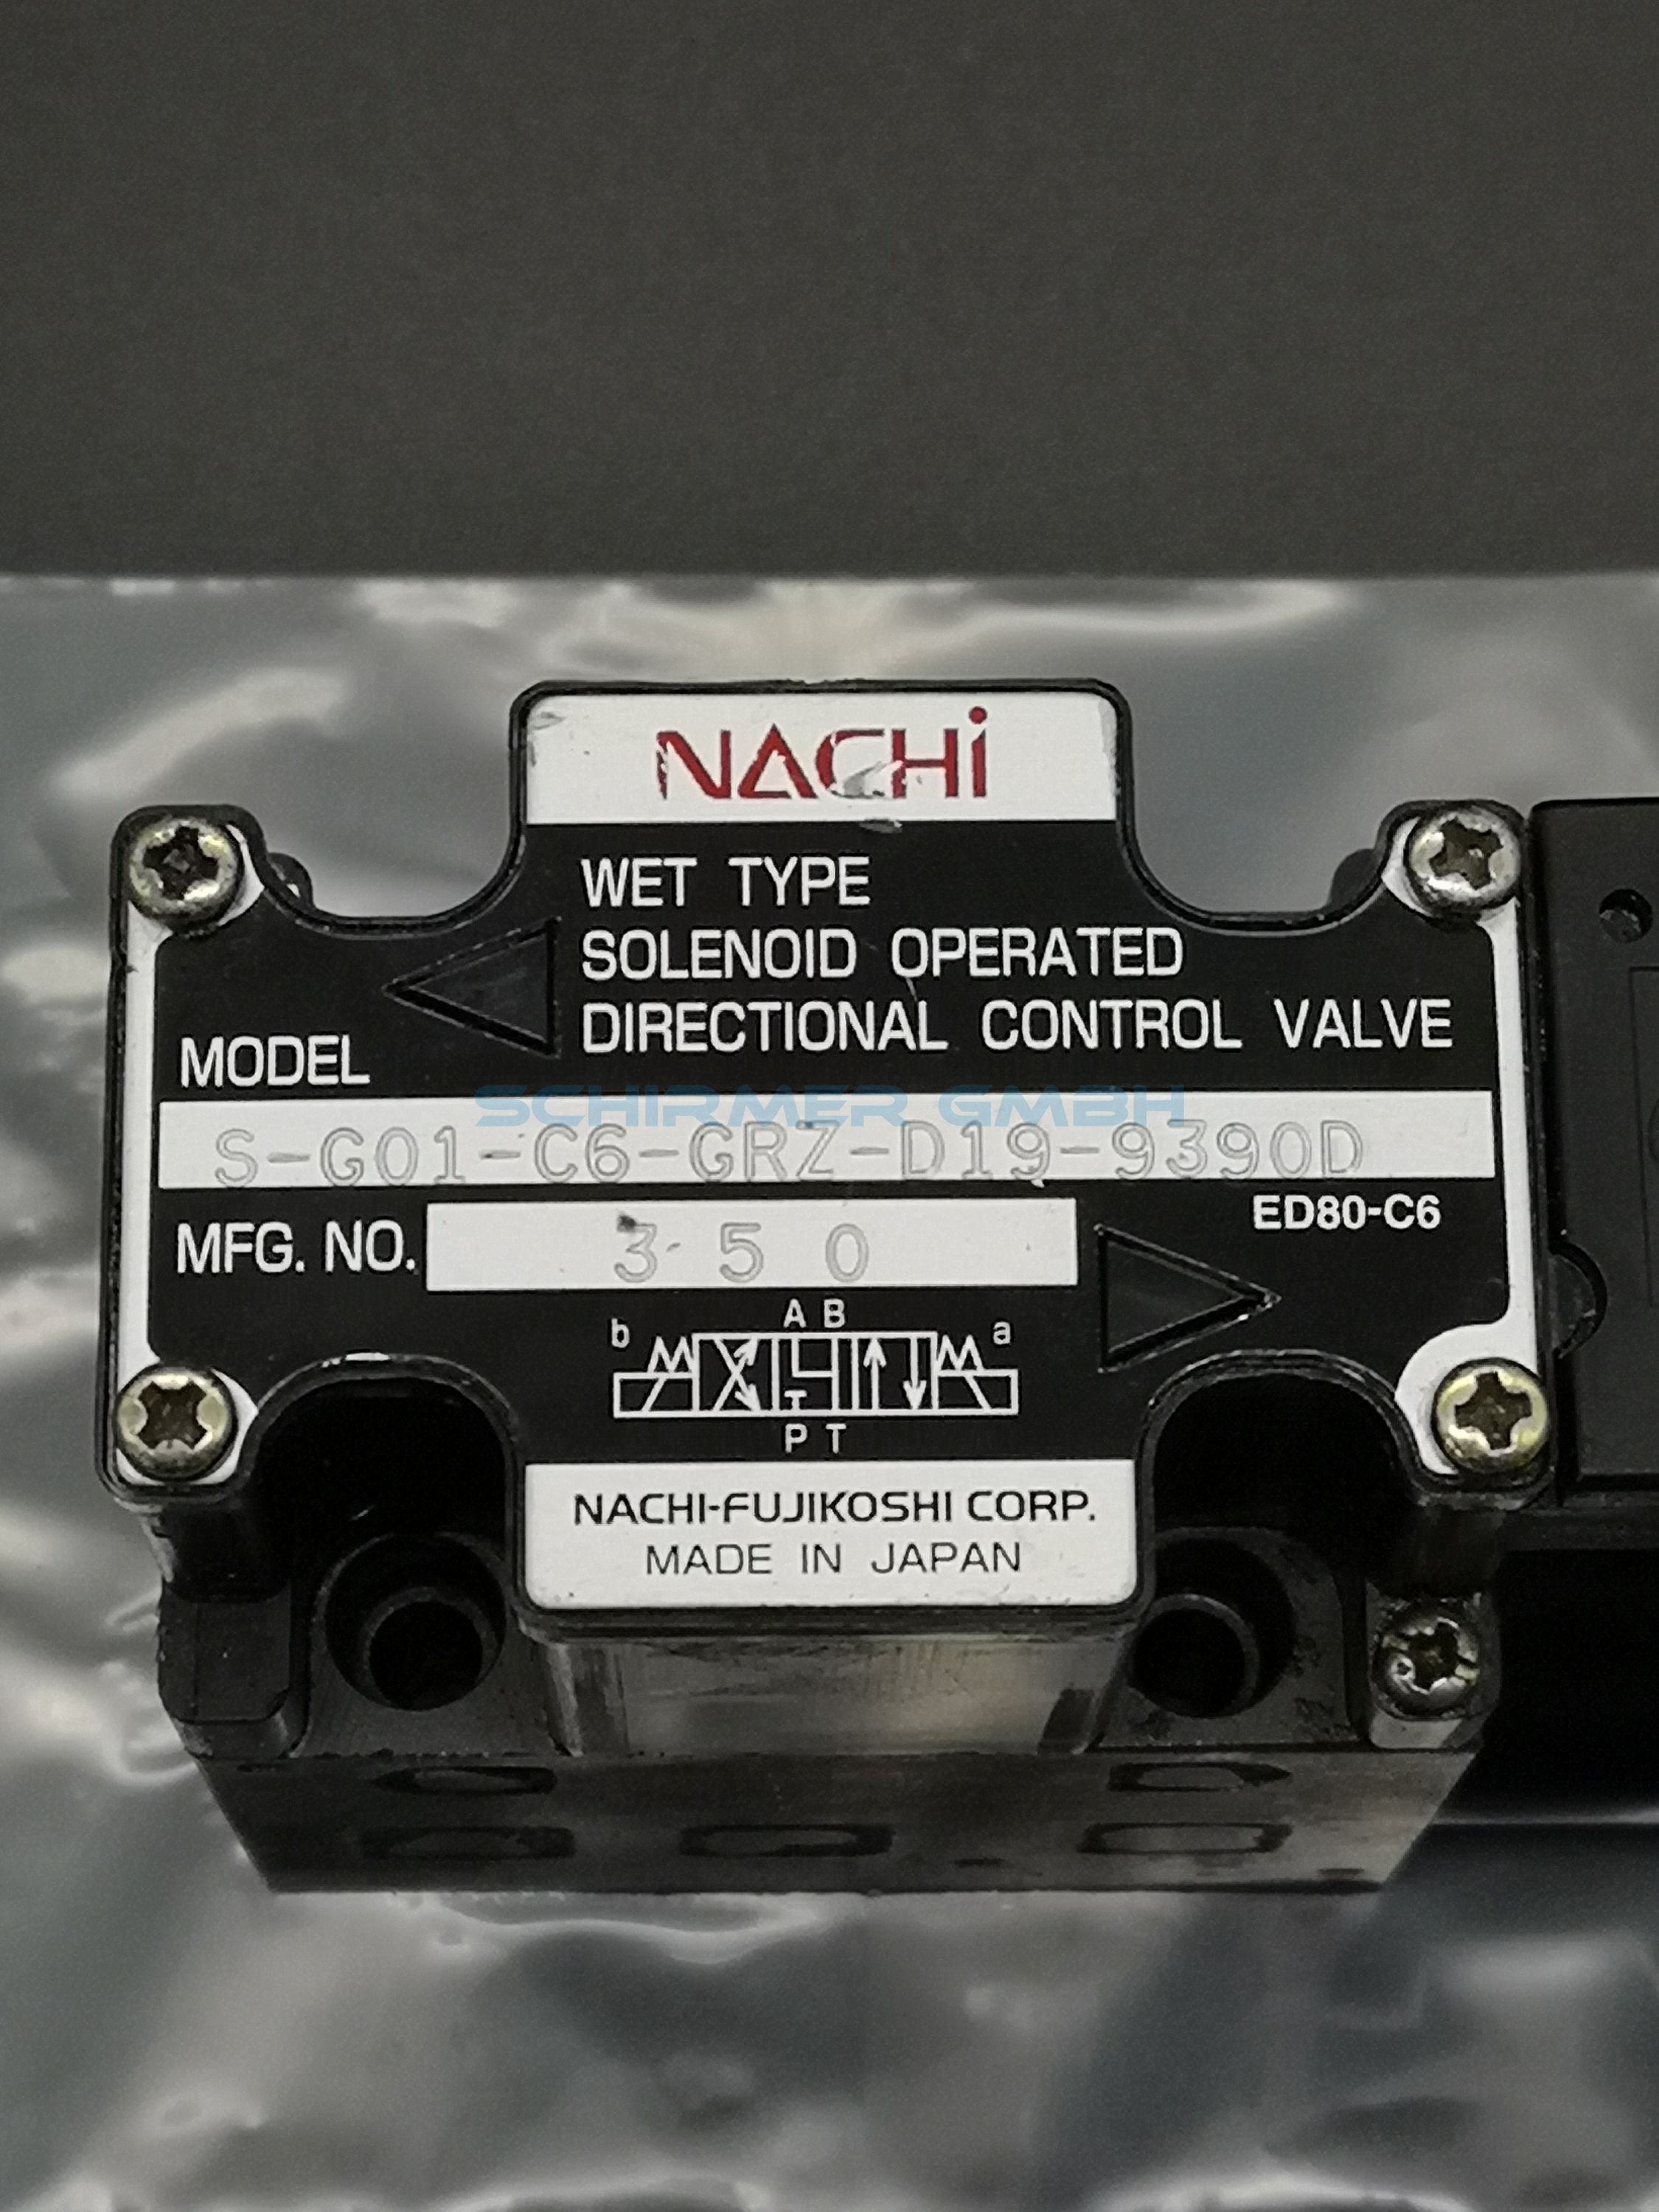 NACHi
WET TYPE
SOLENOID OPERATED
DIRECTIONAL CONTROL VALVE
MODEL
SCHIRMER GMBH
S-G01-C6-GRZ-D19-9390D
ED80-C6
MFG. NO. 3 5 0
A B
b a
P T
NACHI-FUJIKOSHI CORP.
MADE IN JAPAN